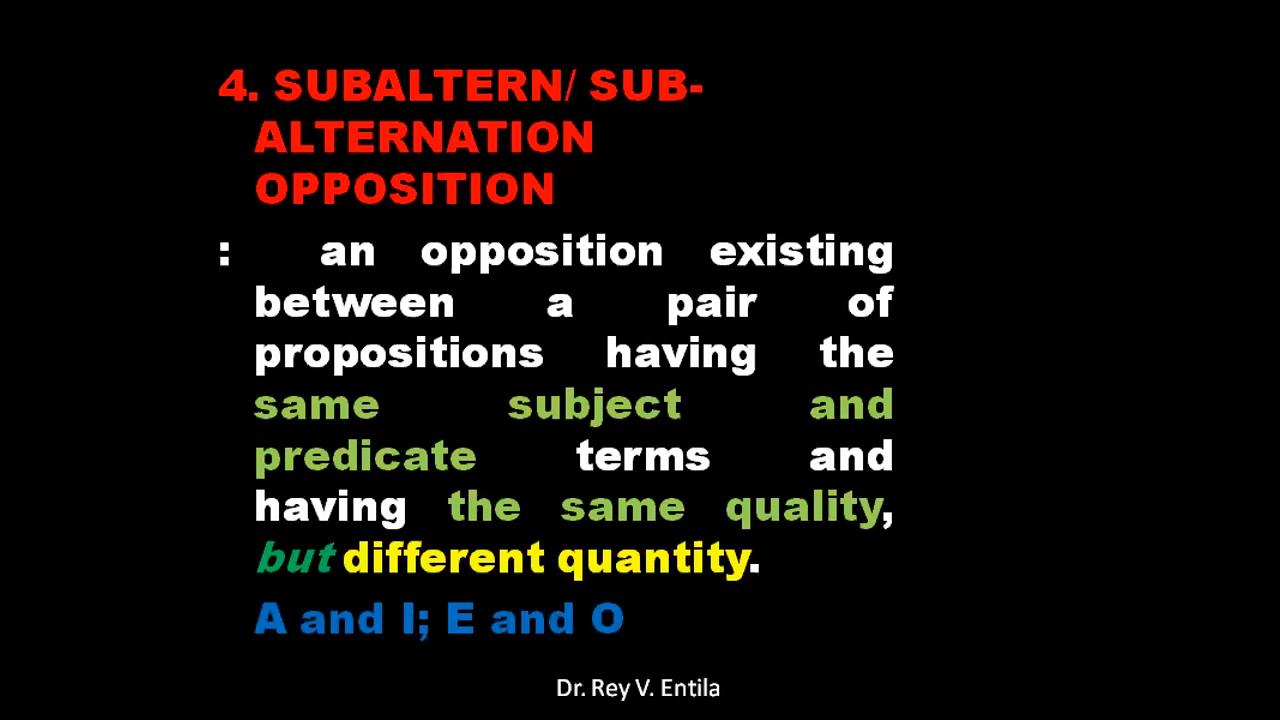 4. SUBALTERN/ SUB-
ALTERNATION
OPPOSITION
: an opposition existing
between a pair of
propositions having the
same subject and
predicate terms and
having the same quality,
but different quantity.
A and I; E and O
Dr. Rey V. Entila